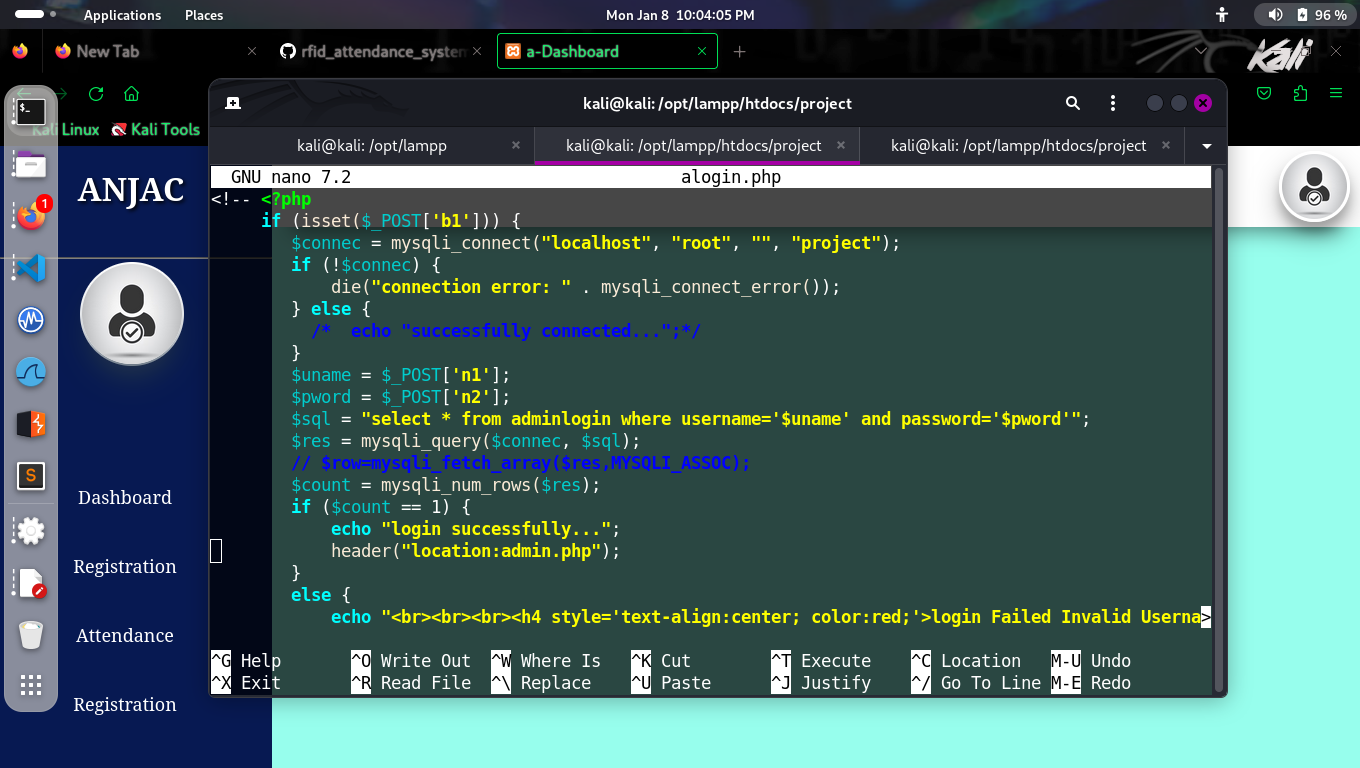 Applications Places Mon Jan 8 10:04:05 PM 96 %
New Tab rfid_attendance_system a-Dashboard
kali@kali: /opt/lampp/htdocs/project
Kali Linux Kali Tools
kali@kali: /opt/lampp kali@kali: /opt/lampp/htdocs/project kali@kali: /opt/lampp/htdocs/project
ANJAC
GNU nano 7.2 alogin.php
<!-- <?php
if (isset($_POST['b1'])) {
$connec = mysqli_connect("localhost", "root", "", "project");
if (!$connec) {
die("connection error: " . mysqli_connect_error());
} else {
/* echo "successfully connected...";*/
}
$uname = $_POST['n1'];
$pword = $_POST['n2'];
$sql = "select * from adminlogin where username='$uname' and password='$pword'";
$res = mysqli_query($connec, $sql);
// $row=mysqli_fetch_array($res,MYSQLI_ASSOC);
$count = mysqli_num_rows($res);
if ($count == 1) {
echo "login successfully...";
header("location:admin.php");
}
else {
echo "<br><br><br><h4 style='text-align:center; color:red;'>login Failed Invalid Userna>
^G Help ^O Write Out ^W Where Is ^K Cut ^T Execute ^C Location M-U Undo
^X Exit ^R Read File ^\ Replace ^U Paste ^J Justify ^/ Go To Line M-E Redo
Dashboard
Registration
Attendance
Registration
1
S
KALI